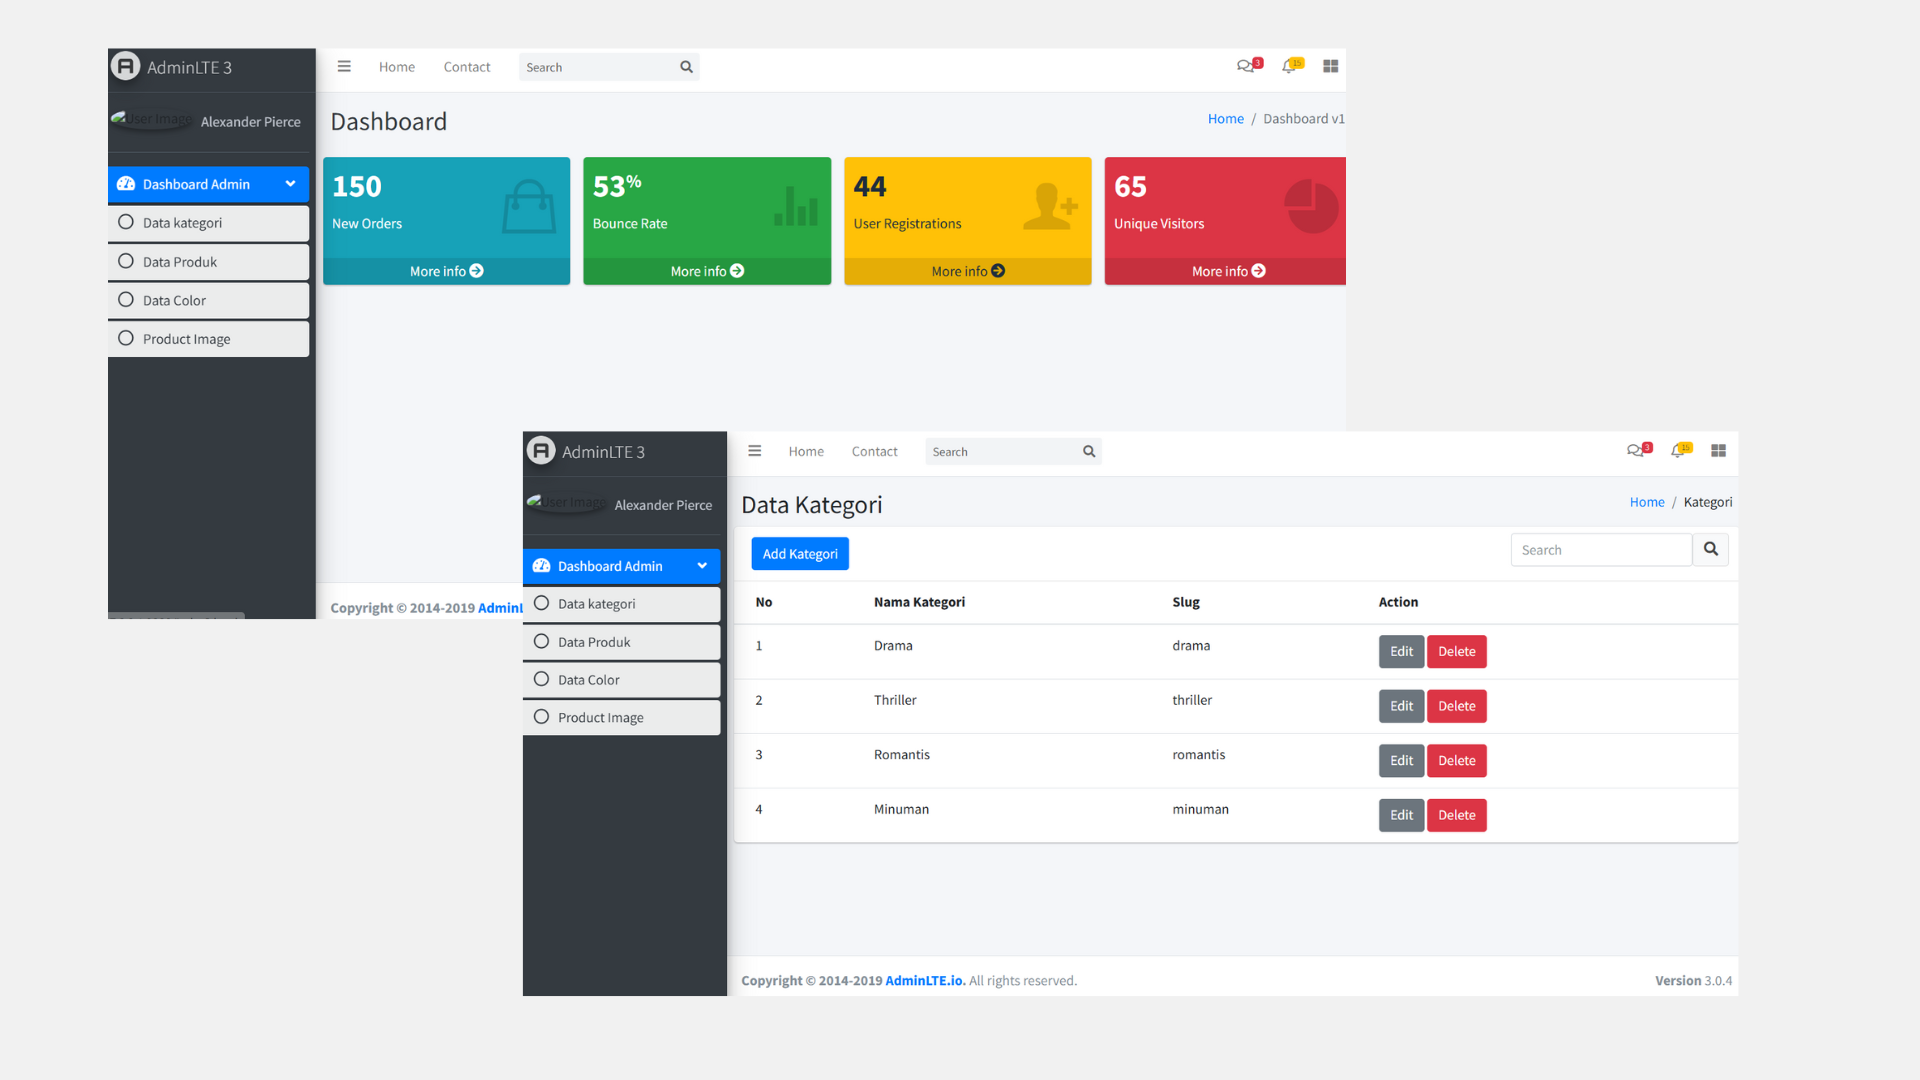 AdminLTE 3
Home Contact Search 3 15
User Image Alexander Pierce
Dashboard
Home / Dashboard v1
Dashboard Admin
Data kategori
Data Produk
Data Color
Product Image
150
New Orders
More info
53%
Bounce Rate
More info
44
User Registrations
More info
65
Unique Visitors
More info
Copyright © 2014-2019 AdminL
AdminLTE 3
Home Contact Search 3 15
User Image Alexander Pierce
Data Kategori
Home / Kategori
Dashboard Admin
Data kategori
Data Produk
Data Color
Product Image
Add Kategori
Search
No Nama Kategori Slug Action
1 Drama drama Edit Delete
2 Thriller thriller Edit Delete
3 Romantis romantis Edit Delete
4 Minuman minuman Edit Delete
Copyright © 2014-2019 AdminLTE.io. All rights reserved.
Version 3.0.4